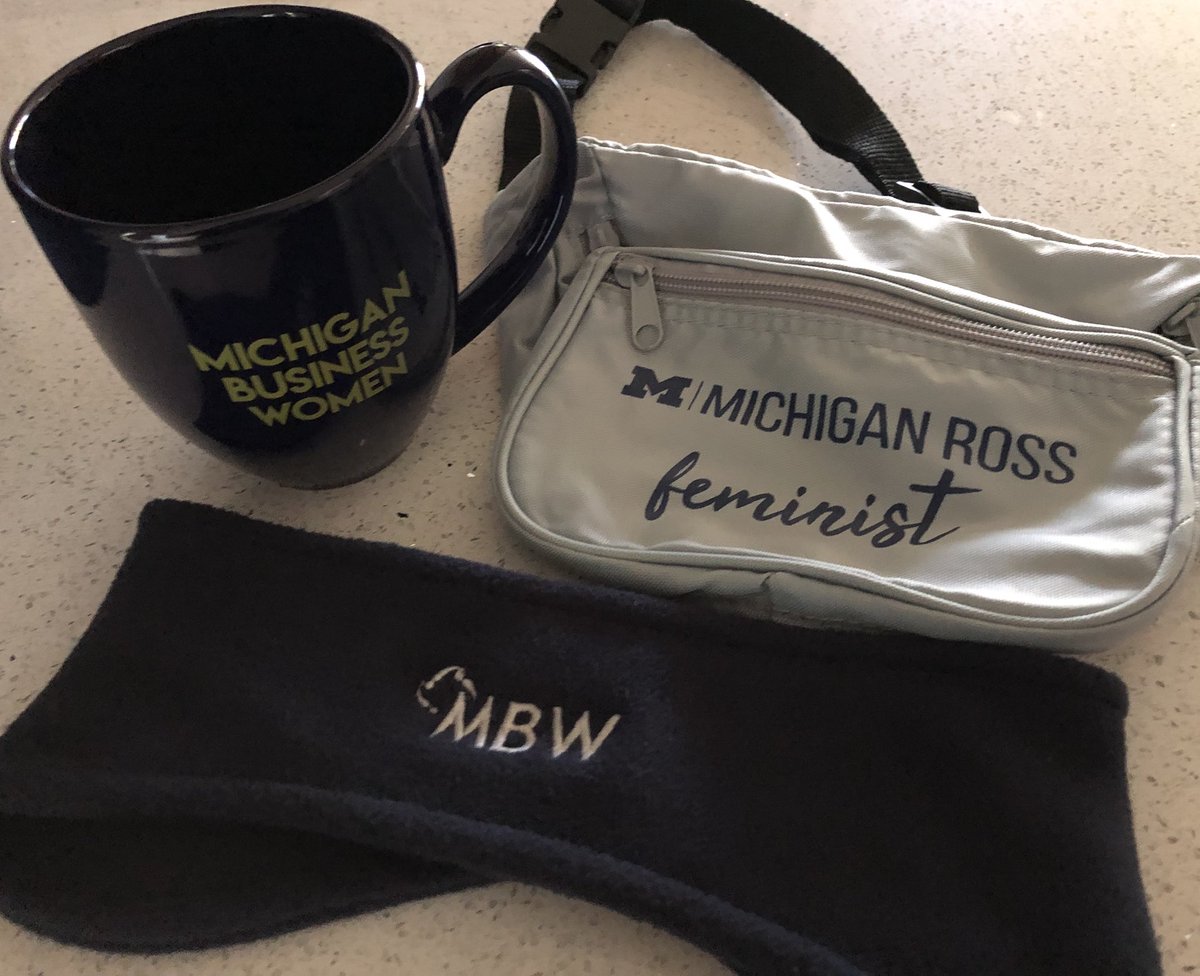 MICHIGAN
BUSINESS
WOMEN
M | MICHIGAN ROSS
feminist
MBW